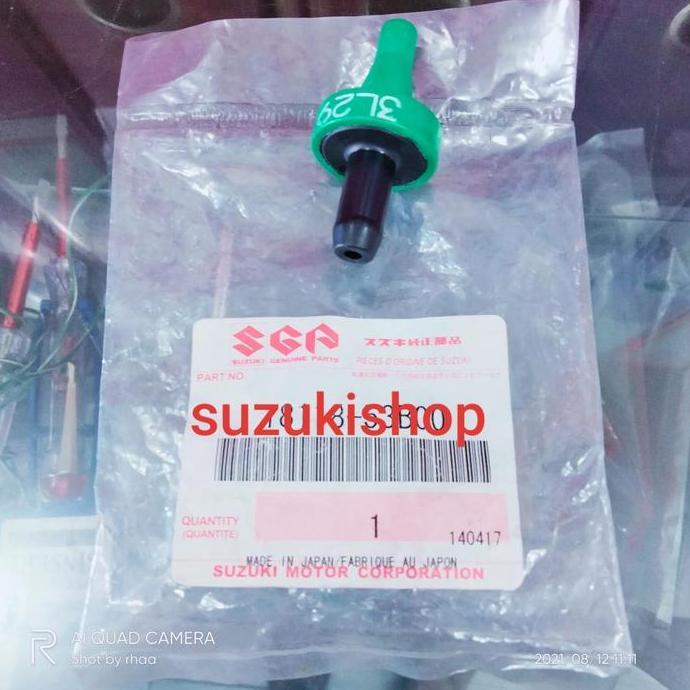 3L29
SGP
スズキ純正部品
SUZUKI GENUINE PARTS
PIECES D'ORIGINE DE SUZUKI
PART NO.
suzukishop
QUANTITY
(QUANTITE)
1
140417
MADE IN JAPAN/FABRIQUE AU JAPON
SUZUKI MOTOR CORPORATION
AI QUAD CAMERA
Shot by rhaa
2021.08.12 11:11